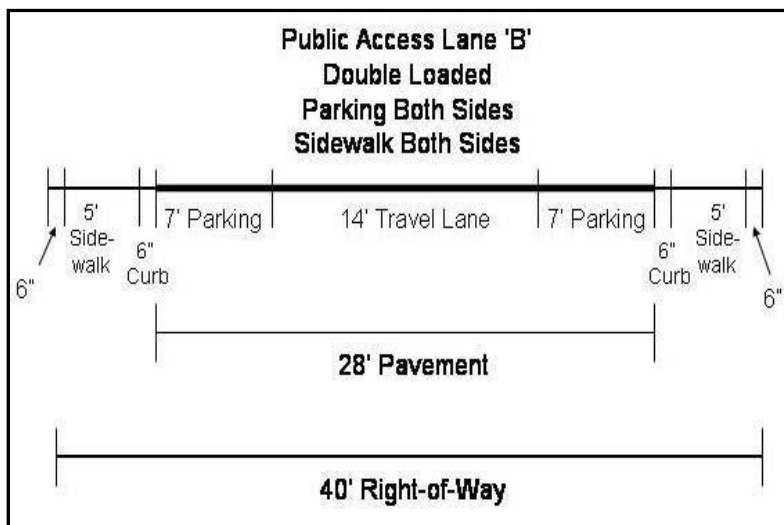 Public Access Lane 'B'
Double Loaded
Parking Both Sides
Sidewalk Both Sides
5'
Side-
walk
6"
6"
Curb
7' Parking
14' Travel Lane
7' Parking
6"
Curb
5'
Side-
walk
6"
28' Pavement
40' Right-of-Way